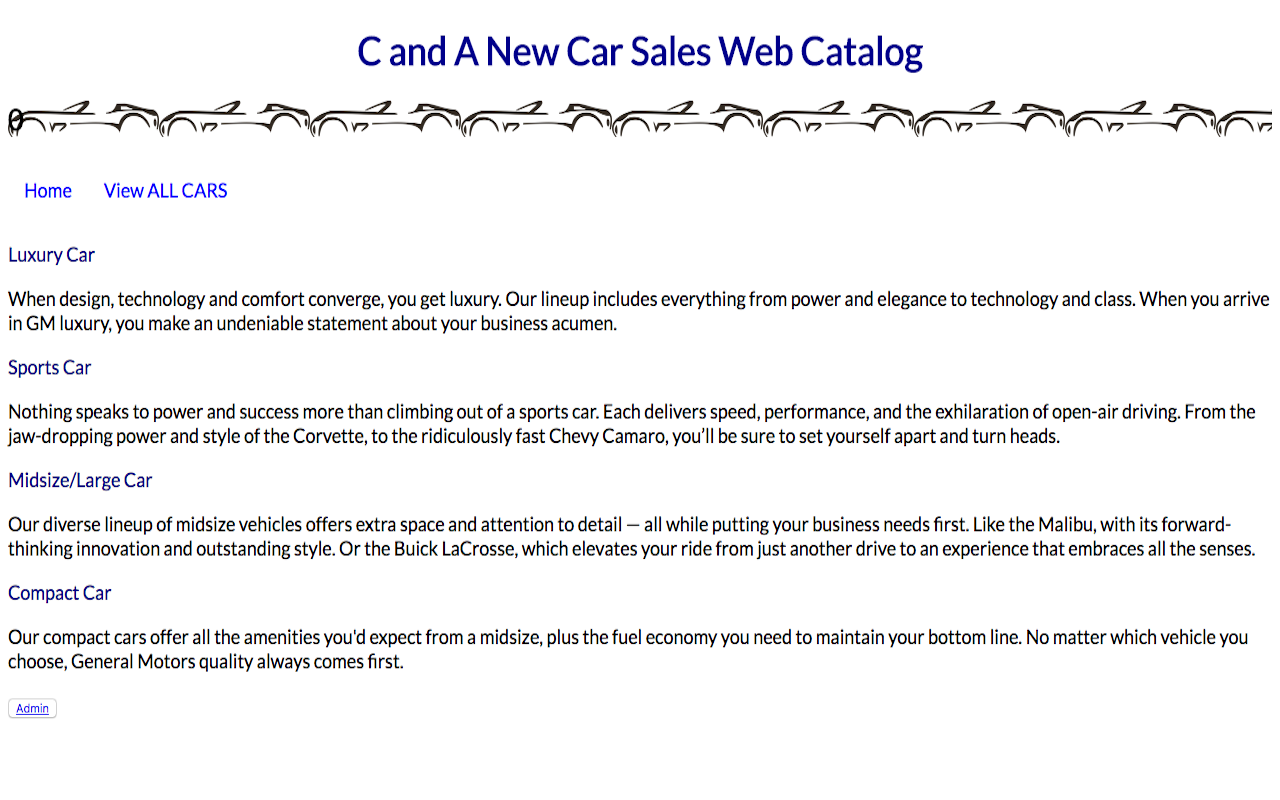 C and A New Car Sales Web Catalog
Home View ALL CARS
Luxury Car
When design, technology and comfort converge, you get luxury. Our lineup includes everything from power and elegance to technology and class. When you arrive
in GM luxury, you make an undeniable statement about your business acumen.
Sports Car
Nothing speaks to power and success more than climbing out of a sports car. Each delivers speed, performance, and the exhilaration of open-air driving. From the
jaw-dropping power and style of the Corvette, to the ridiculously fast Chevy Camaro, you’ll be sure to set yourself apart and turn heads.
Midsize/Large Car
Our diverse lineup of midsize vehicles offers extra space and attention to detail — all while putting your business needs first. Like the Malibu, with its forward-
thinking innovation and outstanding style. Or the Buick LaCrosse, which elevates your ride from just another drive to an experience that embraces all the senses.
Compact Car
Our compact cars offer all the amenities you'd expect from a midsize, plus the fuel economy you need to maintain your bottom line. No matter which vehicle you
choose, General Motors quality always comes first.
Admin